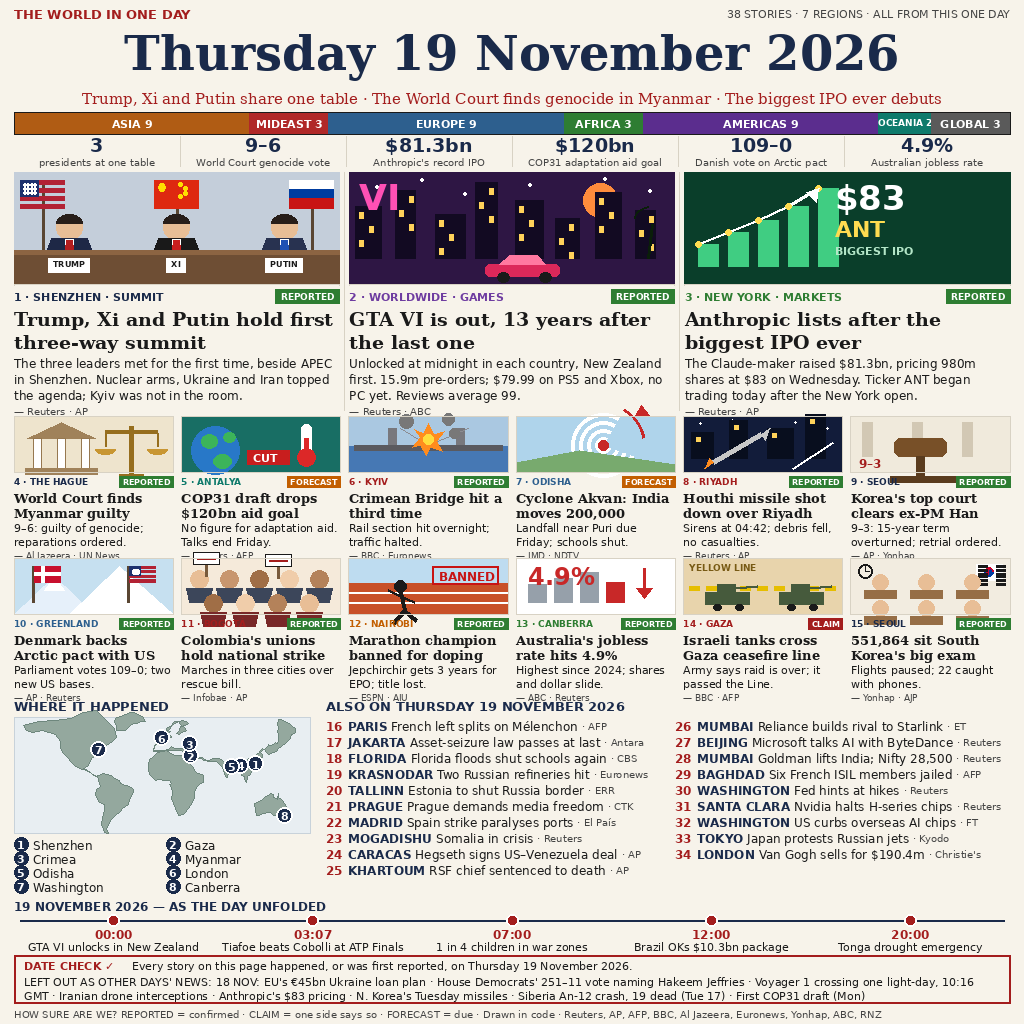 THE WORLD IN ONE DAY
38 STORIES · 7 REGIONS · ALL FROM THIS ONE DAY
Thursday 19 November 2026
Trump, Xi and Putin share one table · The World Court finds genocide in Myanmar · The biggest IPO ever debuts
ASIA 9
MIDEAST 3
EUROPE 9
AFRICA 3
AMERICAS 9
OCEANIA 2
GLOBAL 3
3
presidents at one table
9–6
World Court genocide vote
$81.3bn
Anthropic's record IPO
$120bn
COP31 adaptation aid goal
109–0
Danish vote on Arctic pact
4.9%
Australian jobless rate
TRUMP
XI
PUTIN
1 · SHENZHEN · SUMMIT
REPORTED
Trump, Xi and Putin hold first
three-way summit
The three leaders met for the first time, beside APEC
in Shenzhen. Nuclear arms, Ukraine and Iran topped
the agenda; Kyiv was not in the room.
— Reuters · AP
VI
2 · WORLDWIDE · GAMES
REPORTED
GTA VI is out, 13 years after
the last one
Unlocked at midnight in each country, New Zealand
first. 15.9m pre-orders; $79.99 on PS5 and Xbox, no
PC yet. Reviews average 99.
— Reuters · ABC
$83
ANT
BIGGEST IPO
3 · NEW YORK · MARKETS
REPORTED
Anthropic lists after the
biggest IPO ever
The Claude-maker raised $81.3bn, pricing 980m
shares at $83 on Wednesday. Ticker ANT began
trading today after the New York open.
— Reuters · AP
4 · THE HAGUE
REPORTED
World Court finds
Myanmar guilty
9–6: guilty of genocide;
reparations ordered.
— Al Jazeera · UN News
CUT
5 · ANTALYA
FORECAST
COP31 draft drops
$120bn aid goal
No figure for adaptation aid.
Talks end Friday.
· AFP
6 · KYIV
REPORTED
Crimean Bridge hit a
third time
Rail section hit overnight;
traffic halted.
— BBC · Euronews
7 · ODISHA
FORECAST
Cyclone Akvan: India
moves 200,000
Landfall near Puri due
Friday; schools shut.
— IMD · NDTV
8 · RIYADH
REPORTED
Houthi missile shot
down over Riyadh
Sirens at 04:42; debris fell,
no casualties.
— Reuters · AP
9–3
9 · SEOUL
REPORTED
Korea's top court
clears ex-PM Han
9–3: 15-year term
overturned; retrial ordered.
— AP · Yonhap
10 · GREENLAND
REPORTED
Denmark backs
Arctic pact with US
Parliament votes 109–0; two
new US bases.
— AP · Reuters
11 ·
REPORTED
Colombia's unions
hold national strike
Marches in three cities over
rescue bill.
— Infobae · AP
BANNED
12 · NAIROBI
REPORTED
Marathon champion
banned for doping
Jepchirchir gets 3 years for
EPO; title lost.
— ESPN · AIU
4.9%
13 · CANBERRA
REPORTED
Australia's jobless
rate hits 4.9%
Highest since 2024; shares
and dollar slide.
— ABC · Reuters
YELLOW LINE
14 · GAZA
CLAIM
Israeli tanks cross
Gaza ceasefire line
Army says raid is over; it
passed the Line.
— BBC · AFP
15 · SEOUL
REPORTED
551,864 sit South
Korea's big exam
Flights paused; 22 caught
with phones.
— Yonhap · AJP
WHERE IT HAPPENED
7
6
3
2
5
4
1
8
1 Shenzhen
2 Gaza
3 Crimea
4 Myanmar
5 Odisha
6 London
7 Washington
8 Canberra
ALSO ON THURSDAY 19 NOVEMBER 2026
16 PARIS French left splits on Mélenchon · AFP
17 JAKARTA Asset-seizure law passes at last · Antara
18 FLORIDA Florida floods shut schools again · CBS
19 KRASNODAR Two Russian refineries hit · Euronews
20 TALLINN Estonia to shut Russia border · ERR
21 PRAGUE Prague demands media freedom · CTK
22 MADRID Spain strike paralyses ports · El País
23 MOGADISHU Somalia in crisis · Reuters
24 CARACAS Hegseth signs US–Venezuela deal · AP
25 KHARTOUM RSF chief sentenced to death · AP
26 MUMBAI Reliance builds rival to Starlink · ET
27 BEIJING Microsoft talks AI with ByteDance · Reuters
28 MUMBAI Goldman lifts India; Nifty 28,500 · Reuters
29 BAGHDAD Six French ISIL members jailed · AFP
30 WASHINGTON Fed hints at hikes · Reuters
31 SANTA CLARA Nvidia halts H-series chips · Reuters
32 WASHINGTON US curbs overseas AI chips · FT
33 TOKYO Japan protests Russian jets · Kyodo
34 LONDON Van Gogh sells for $190.4m · Christie's
19 NOVEMBER 2026 — AS THE DAY UNFOLDED
00:00
GTA VI unlocks in New Zealand
03:07
Tiafoe beats Cobolli at ATP Finals
07:00
1 in 4 children in war zones
12:00
Brazil OKs $10.3bn package
20:00
Tonga drought emergency
DATE CHECK ✓ Every story on this page happened, or was first reported, on Thursday 19 November 2026.
LEFT OUT AS OTHER DAYS' NEWS: 18 NOV: EU's €45bn Ukraine loan plan · House Democrats' 251–11 vote naming Hakeem Jeffries · Voyager 1 crossing one light-day, 10:16
GMT · Iranian drone interceptions · Anthropic's $83 pricing · N. Korea's Tuesday missiles · Siberia An-12 crash, 19 dead (Tue 17) · First COP31 draft (Mon)
HOW SURE ARE WE? REPORTED = confirmed · CLAIM = one side says so · FORECAST = due · Drawn in code · Reuters, AP, AFP, BBC, Al Jazeera, Euronews, Yonhap, ABC, RNZ